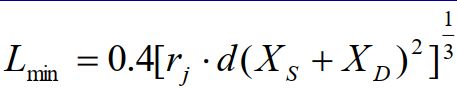 L_min = 0.4[r_j · d(X_S + X_D)²]^{1/3}